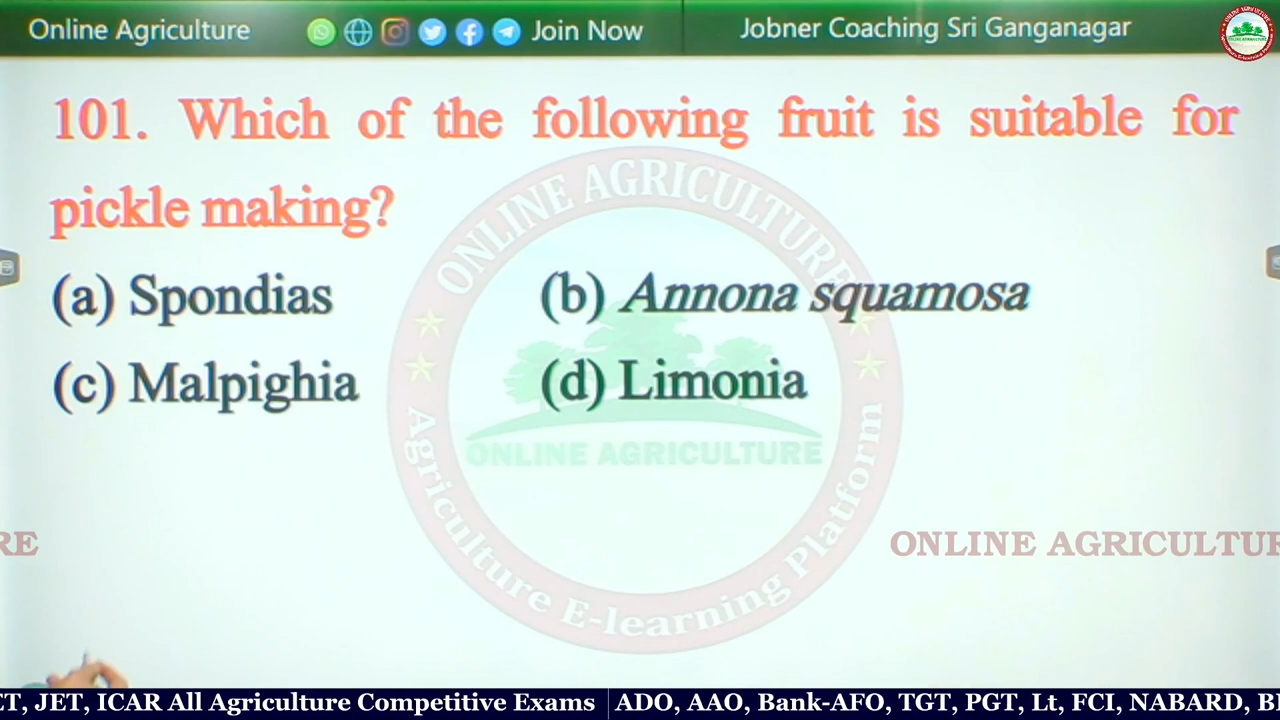 Online Agriculture Join Now Jobner Coaching Sri Ganganagar
101. Which of the following fruit is suitable for
pickle making?
(a) Spondias (b) Annona squamosa
(c) Malpighia (d) Limonia
ONLINE AGRICULTURE
ONLINE AGRICULTURE
Agriculture E-learning Platform
RE ONLINE AGRICULTUR
ET, JET, ICAR All Agriculture Competitive Exams ADO, AAO, Bank-AFO, TGT, PGT, Lt, FCI, NABARD, B